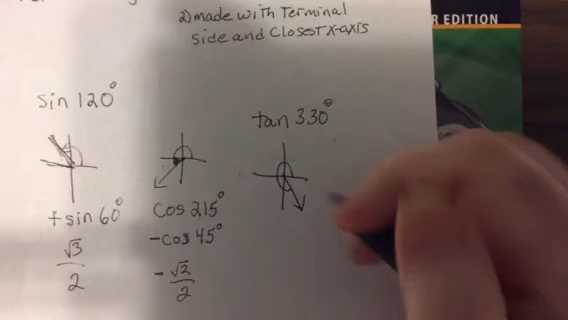 2) made with Terminal
side and Closest x-axis
R EDITION
sin 120°
tan 330°
+ sin 60°
√3
2
cos 215°
-cos 45°
- √2
2